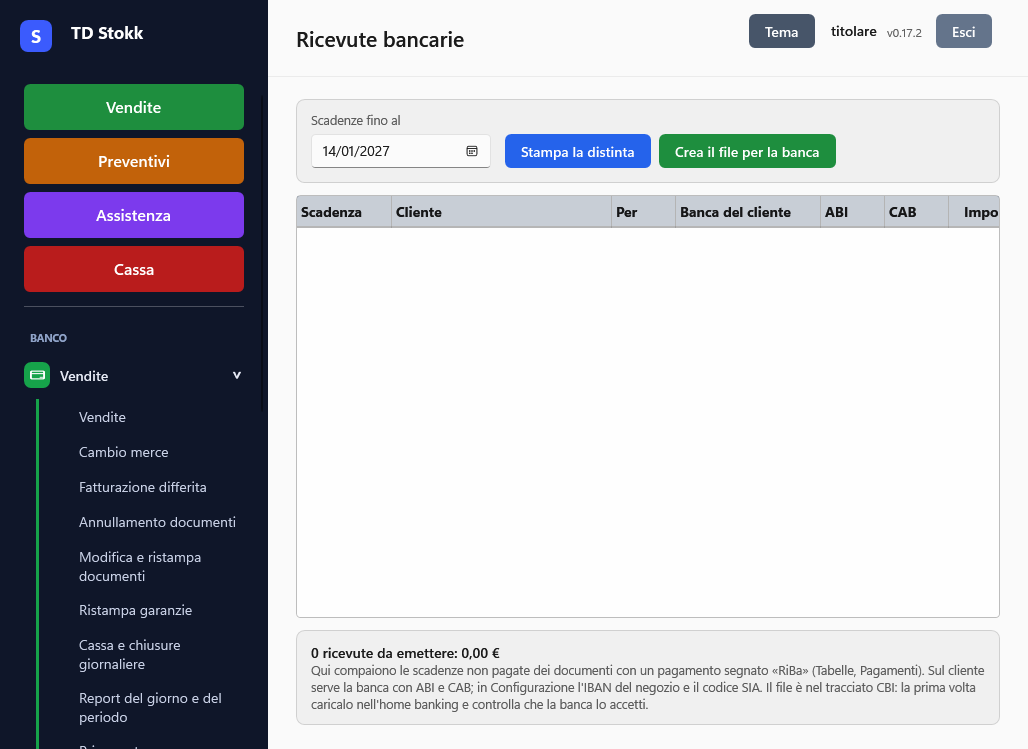 S
TD Stokk
Ricevute bancarie
Tema
titolare
v0.17.2
Esci
Vendite
Preventivi
Assistenza
Cassa
BANCO
Vendite
Vendite
Cambio merce
Fatturazione differita
Annullamento documenti
Modifica e ristampa
documenti
Ristampa garanzie
Cassa e chiusure
giornaliere
Report del giorno e del
periodo
Scadenze fino al
14/01/2027
Stampa la distinta
Crea il file per la banca
Scadenza Cliente Per Banca del cliente ABI CAB Impo
0 ricevute da emettere: 0,00 €
Qui compaiono le scadenze non pagate dei documenti con un pagamento segnato «RiBa» (Tabelle, Pagamenti). Sul cliente
serve la banca con ABI e CAB; in Configurazione l'IBAN del negozio e il codice SIA. Il file è nel tracciato CBI: la prima volta
caricalo nell'home banking e controlla che la banca lo accetti.